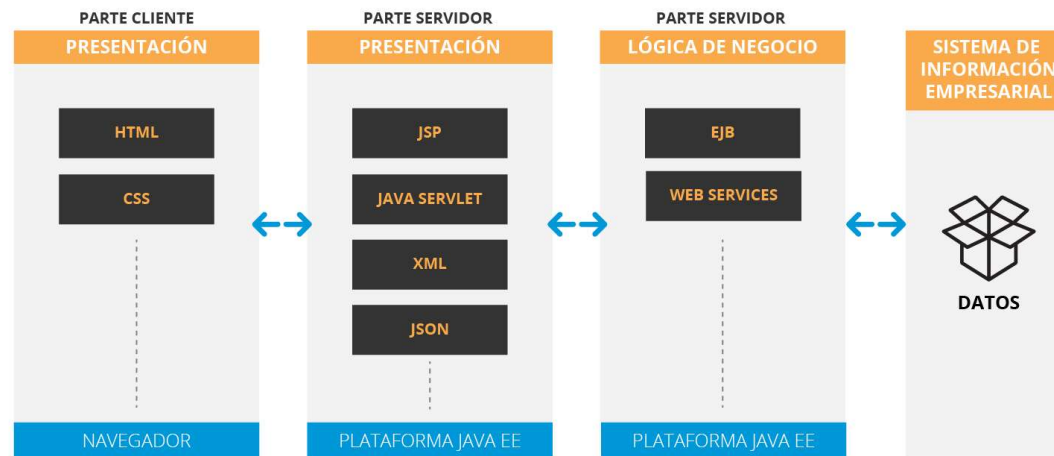 PARTE CLIENTE
PRESENTACIÓN
HTML
CSS
NAVEGADOR
PARTE SERVIDOR
PRESENTACIÓN
JSP
JAVA SERVLET
XML
JSON
PLATAFORMA JAVA EE
PARTE SERVIDOR
LÓGICA DE NEGOCIO
EJB
WEB SERVICES
PLATAFORMA JAVA EE
SISTEMA DE
INFORMACIÓN
EMPRESARIAL
DATOS